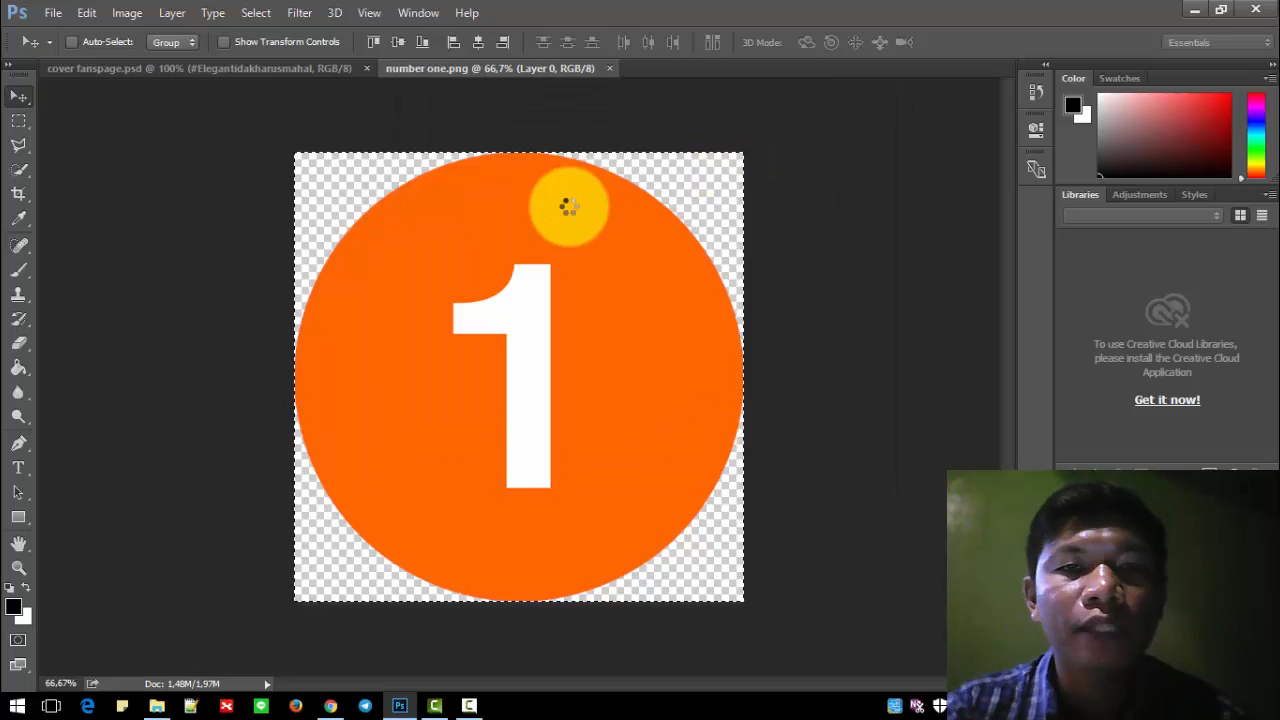 Ps File Edit Image Layer Type Select Filter 3D View Window Help
Auto-Select: Group Show Transform Controls 3D Mode: Essentials
cover fanspage.psd @ 100% (#Elegantidakharusmahal, RGB/8) × number one.png @ 66,7% (Layer 0, RGB/8) ×
Color Swatches
Libraries Adjustments Styles
1
To use Creative Cloud Libraries,
please install the Creative Cloud
Application
Get it now!
66,67% Doc: 1,48M/1,97M